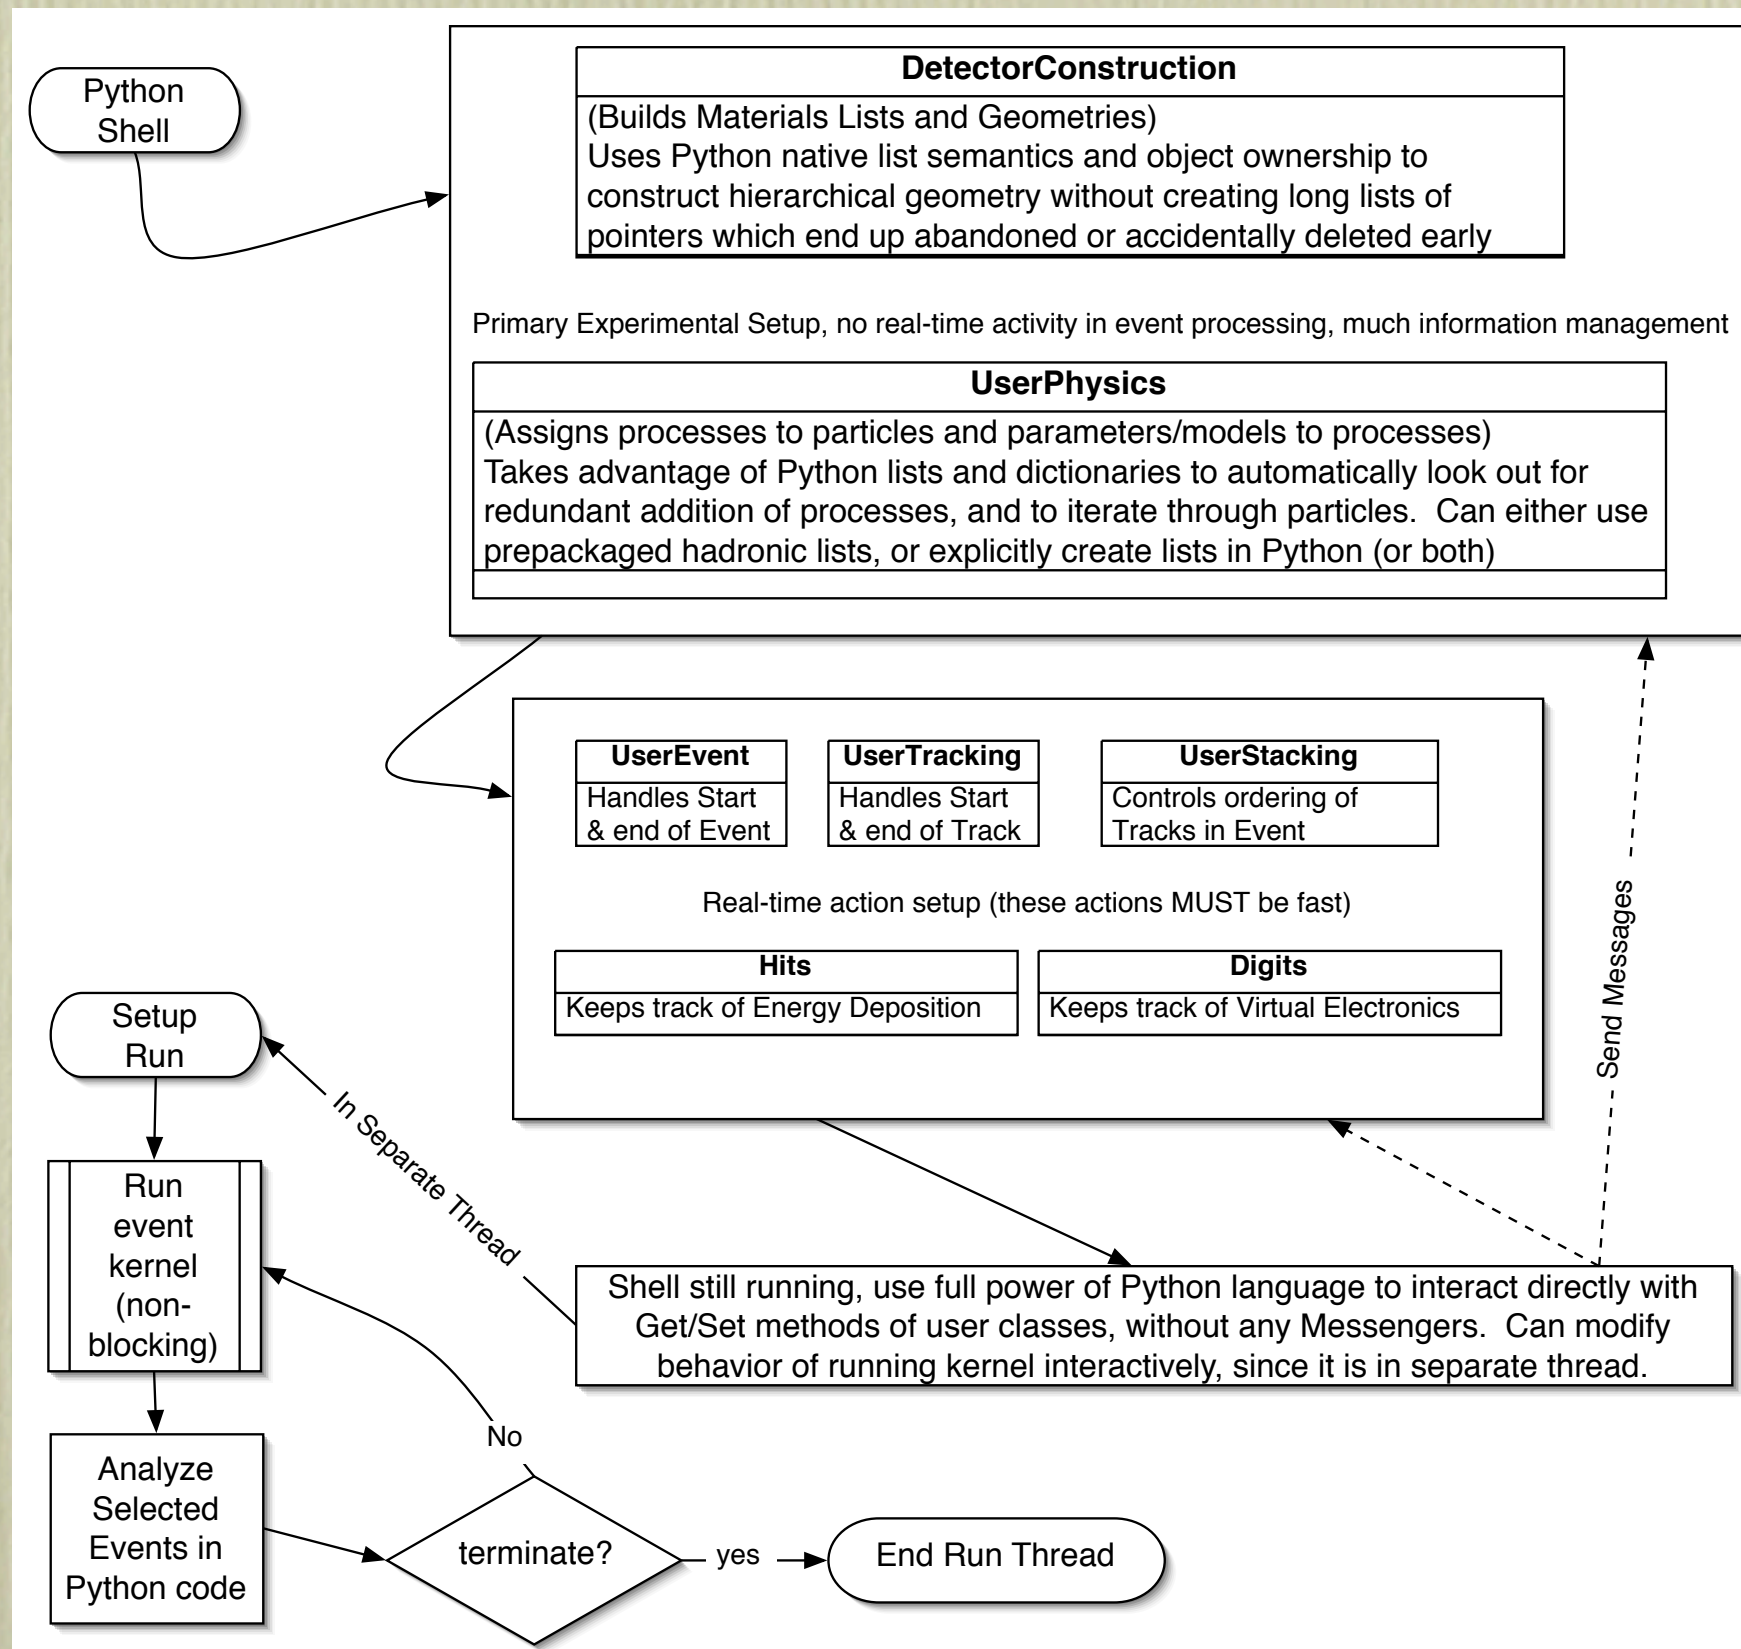 Python
Shell
DetectorConstruction
(Builds Materials Lists and Geometries)
Uses Python native list semantics and object ownership to
construct hierarchical geometry without creating long lists of
pointers which end up abandoned or accidentally deleted early
Primary Experimental Setup, no real-time activity in event processing, much information management
UserPhysics
(Assigns processes to particles and parameters/models to processes)
Takes advantage of Python lists and dictionaries to automatically look out for
redundant addition of processes, and to iterate through particles.  Can either use
prepackaged hadronic lists, or explicitly create lists in Python (or both)
UserEvent
Handles Start
& end of Event
UserTracking
Handles Start
& end of Track
UserStacking
Controls ordering of
Tracks in Event
Real-time action setup (these actions MUST be fast)
Hits
Keeps track of Energy Deposition
Digits
Keeps track of Virtual Electronics
Send Messages
Shell still running, use full power of Python language to interact directly with
Get/Set methods of user classes, without any Messengers.  Can modify
behavior of running kernel interactively, since it is in separate thread.
In Separate Thread
Setup
Run
Run
event
kernel
(non-
blocking)
Analyze
Selected
Events in
Python code
No
terminate?
yes
End Run Thread